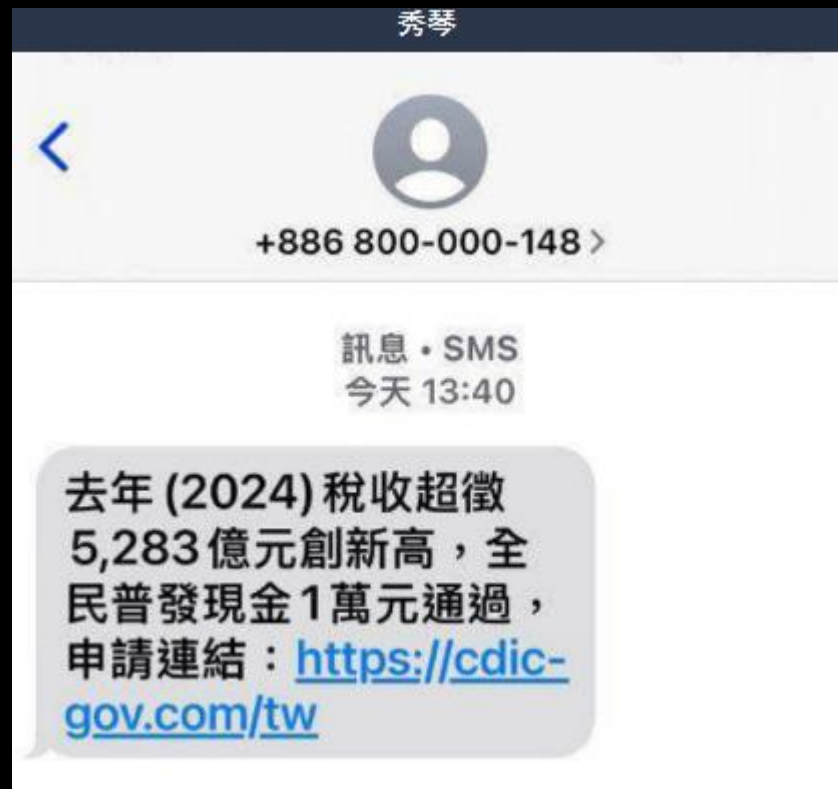 秀琴
+886 800-000-148 >
訊息・SMS
今天 13:40
去年 (2024) 稅收超徵
5,283億元創新高，全
民普發現金1萬元通過，
申請連結：https://cdic-
gov.com/tw